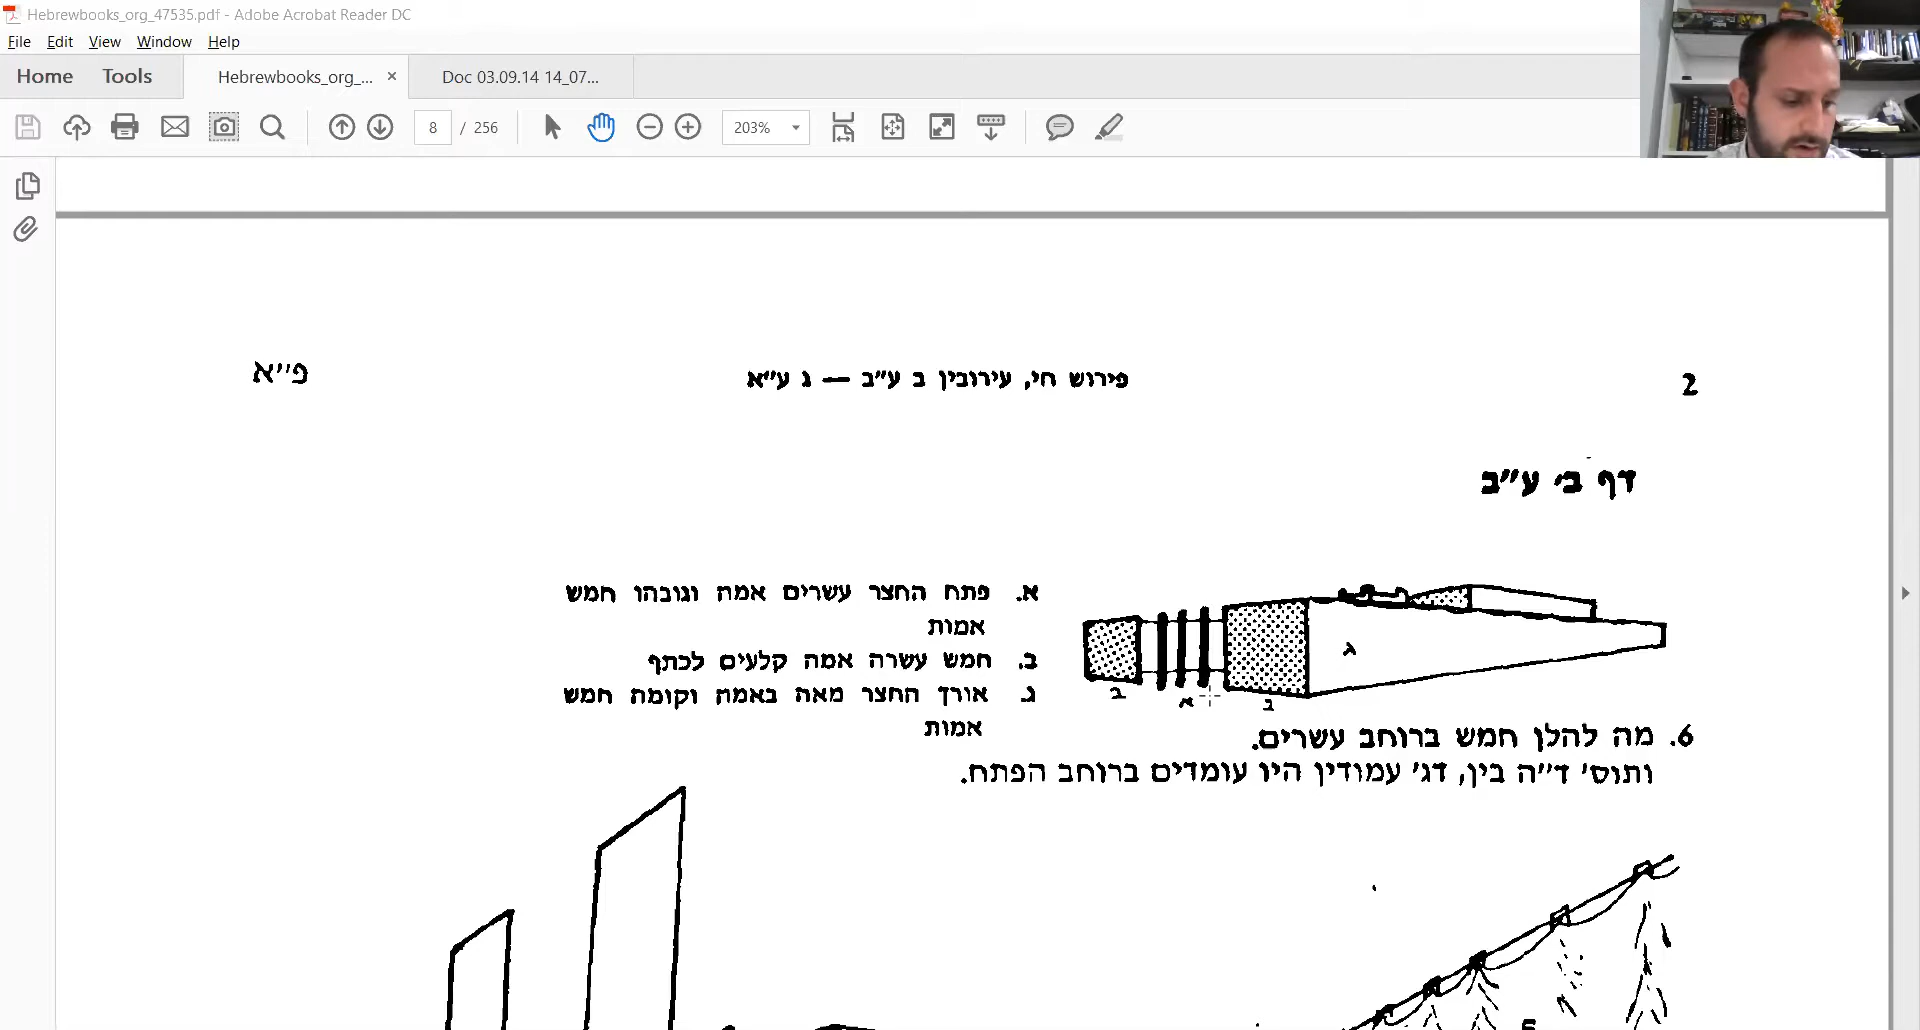 Hebrewbooks_org_47535.pdf - Adobe Acrobat Reader DC
File Edit View Window Help
Home Tools Hebrewbooks_org_... × Doc 03.09.14 14_07...
8 / 256 203%
פ״א
פירוש חי, עירובין ב ע״ב — ג ע״א
2
דף ב׳ ע״ב
א. פתח החצר עשרים אמה וגובהו חמש
אמות
ב. חמש עשרה אמה קלעים לכתף
ג. אורך החצר מאה באמה וקומה חמש
אמות
ג
ב א ב
6. מה להלן חמש ברוחב עשרים.
ותוס׳ ד״ה בין, דג׳ עמודין היו עומדים ברוחב הפתח.